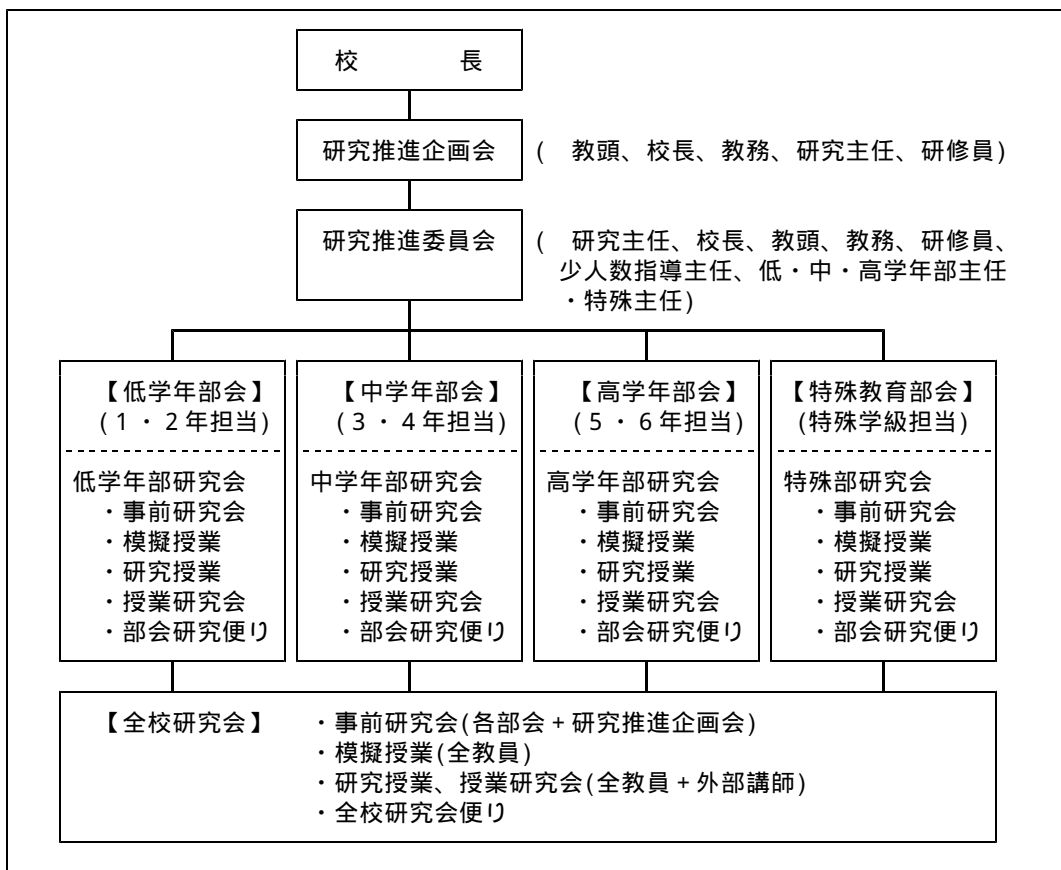 校　　　長
研究推進企画会
(　教頭、校長、教務、研究主任、研修員)
研究推進委員会
(　研究主任、校長、教頭、教務、研修員、
少人数指導主任、低・中・高学年部主任
・特殊主任)
【低学年部会】
(1・2年担当)
低学年部研究会
・事前研究会
・模擬授業
・研究授業
・授業研究会
・部会研究便り
【中学年部会】
(3・4年担当)
中学年部研究会
・事前研究会
・模擬授業
・研究授業
・授業研究会
・部会研究便り
【高学年部会】
(5・6年担当)
高学年部研究会
・事前研究会
・模擬授業
・研究授業
・授業研究会
・部会研究便り
【特殊教育部会】
(特殊学級担当)
特殊部研究会
・事前研究会
・模擬授業
・研究授業
・授業研究会
・部会研究便り
【全校研究会】　・事前研究会(各部会+研究推進企画会)
・模擬授業(全教員)
・研究授業、授業研究会(全教員+外部講師)
・全校研究会便り